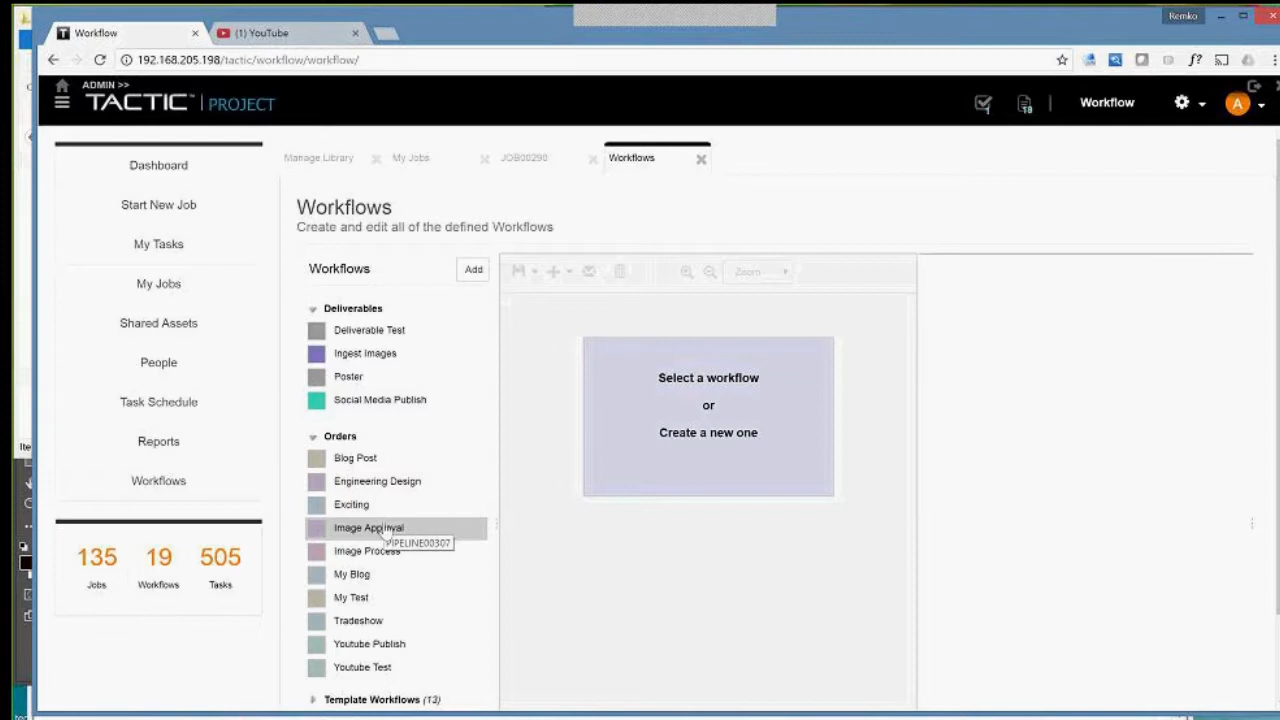 Remko
Workflow
(1) YouTube
192.168.205.198/tactic/workflow/workflow/
f?
ADMIN >>
TACTIC™ | PROJECT
18
Workflow
A
Manage Library
My Jobs
JOB00290
Workflows
Dashboard
Start New Job
My Tasks
My Jobs
Shared Assets
People
Task Schedule
Reports
Workflows
135 19 505
Jobs Workflows Tasks
Workflows
Create and edit all of the defined Workflows
Workflows
Add
Deliverables
Deliverable Test
Ingest Images
Poster
Social Media Publish
Orders
Blog Post
Engineering Design
Exciting
Image Approval
PIPELINE00307
Image Process
My Blog
My Test
Tradeshow
Youtube Publish
Youtube Test
Template Workflows (13)
Zoom
Select a workflow
or
Create a new one